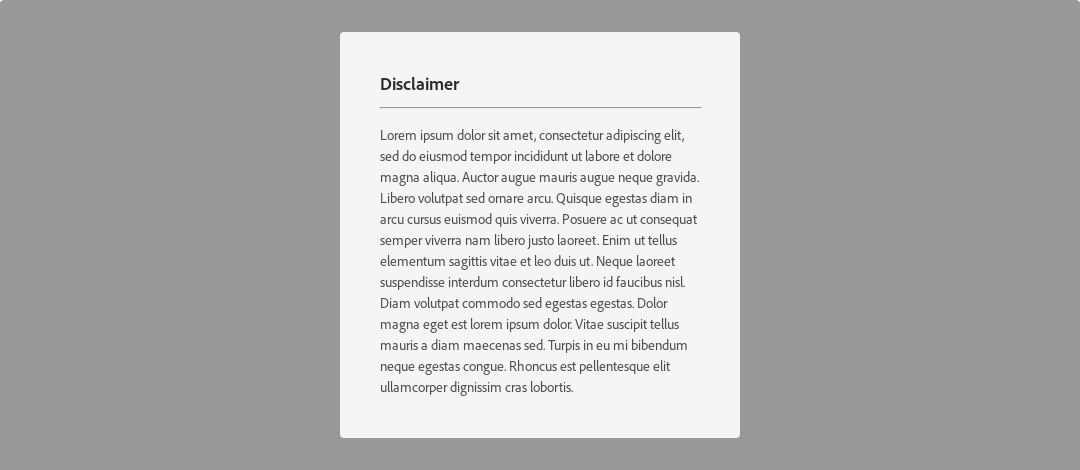 Disclaimer
Lorem ipsum dolor sit amet, consectetur adipiscing elit,
sed do eiusmod tempor incididunt ut labore et dolore
magna aliqua. Auctor augue mauris augue neque gravida.
Libero volutpat sed ornare arcu. Quisque egestas diam in
arcu cursus euismod quis viverra. Posuere ac ut consequat
semper viverra nam libero justo laoreet. Enim ut tellus
elementum sagittis vitae et leo duis ut. Neque laoreet
suspendisse interdum consectetur libero id faucibus nisl.
Diam volutpat commodo sed egestas egestas. Dolor
magna eget est lorem ipsum dolor. Vitae suscipit tellus
mauris a diam maecenas sed. Turpis in eu mi bibendum
neque egestas congue. Rhoncus est pellentesque elit
ullamcorper dignissim cras lobortis.